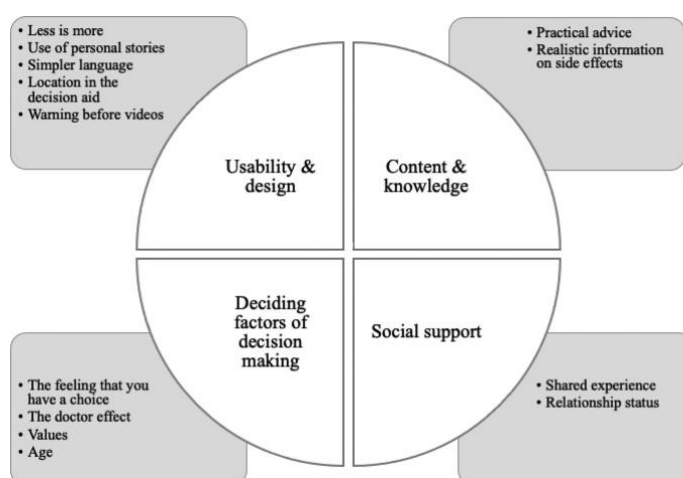 • Less is more
• Use of personal stories
• Simpler language
• Location in the
decision aid
• Warning before videos
• Practical advice
• Realistic information
on side effects
Usability &
design
Content &
knowledge
Deciding
factors of
decision
making
Social support
• The feeling that you
have a choice
• The doctor effect
• Values
• Age
• Shared experience
• Relationship status